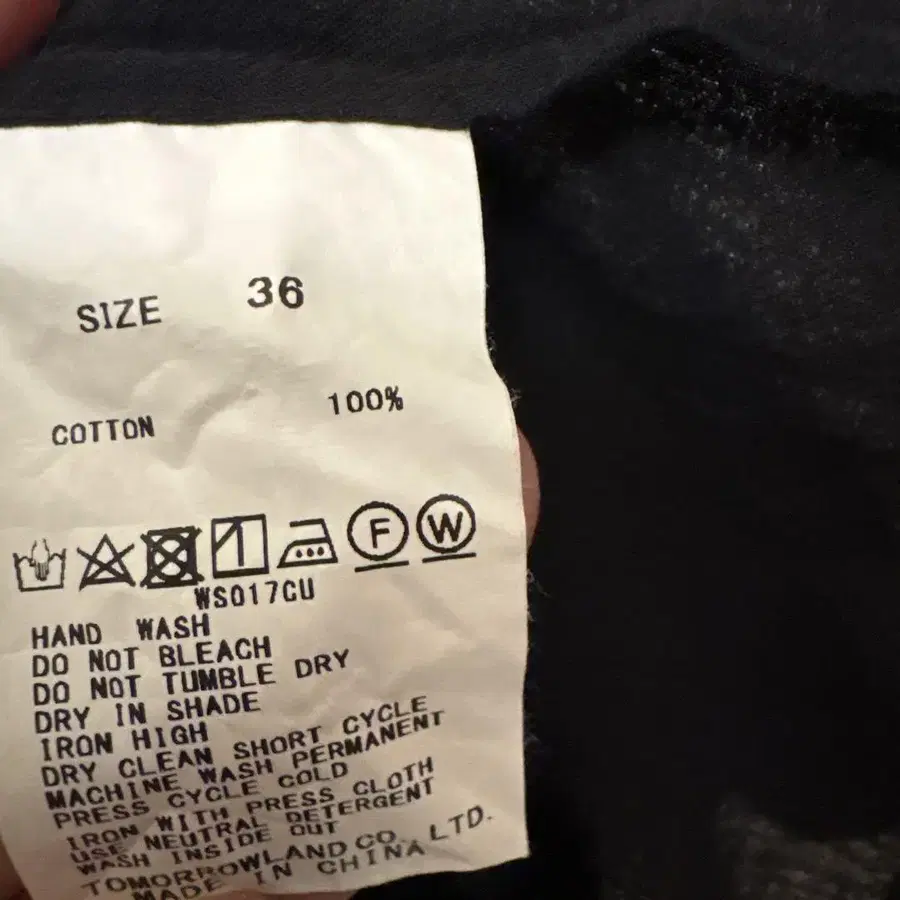 SIZE 36
COTTON 100%
F W
WS017CU
HAND WASH
DO NOT BLEACH
DO NOT TUMBLE DRY
DRY IN SHADE
IRON HIGH
DRY CLEAN SHORT CYCLE
MACHINE WASH PERMANENT
PRESS CYCLE COLD
IRON WITH PRESS CLOTH
USE NEUTRAL DETERGENT
WASH INSIDE OUT
TOMORROWLAND CO. LTD.
MADE IN CHINA